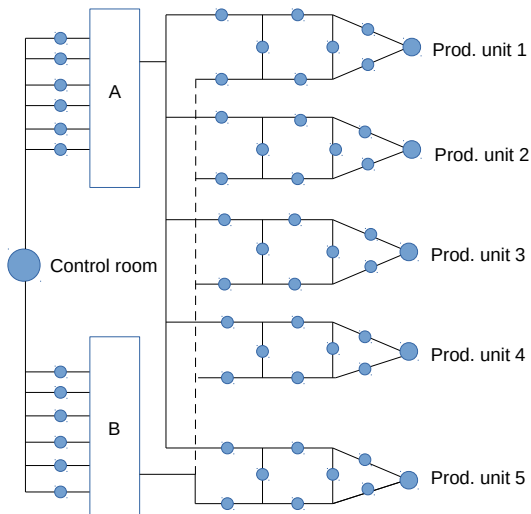 A
Prod. unit 1
Prod. unit 2
Control room
Prod. unit 3
Prod. unit 4
B
Prod. unit 5